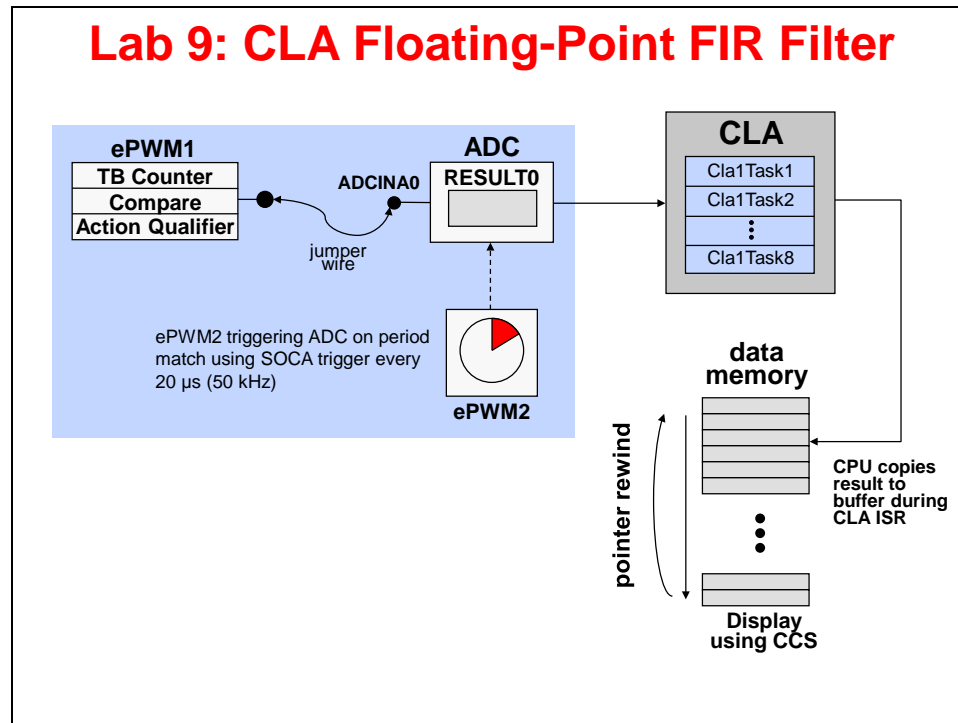 Lab 9: CLA Floating-Point FIR Filter
ePWM1
TB Counter
Compare
Action Qualifier
jumper
wire
ADCINA0
ADC
RESULT0
ePWM2 triggering ADC on period
match using SOCA trigger every
20 µs (50 kHz)
ePWM2
CLA
Cla1Task1
Cla1Task2
Cla1Task8
data
memory
pointer rewind
CPU copies
result to
buffer during
CLA ISR
Display
using CCS